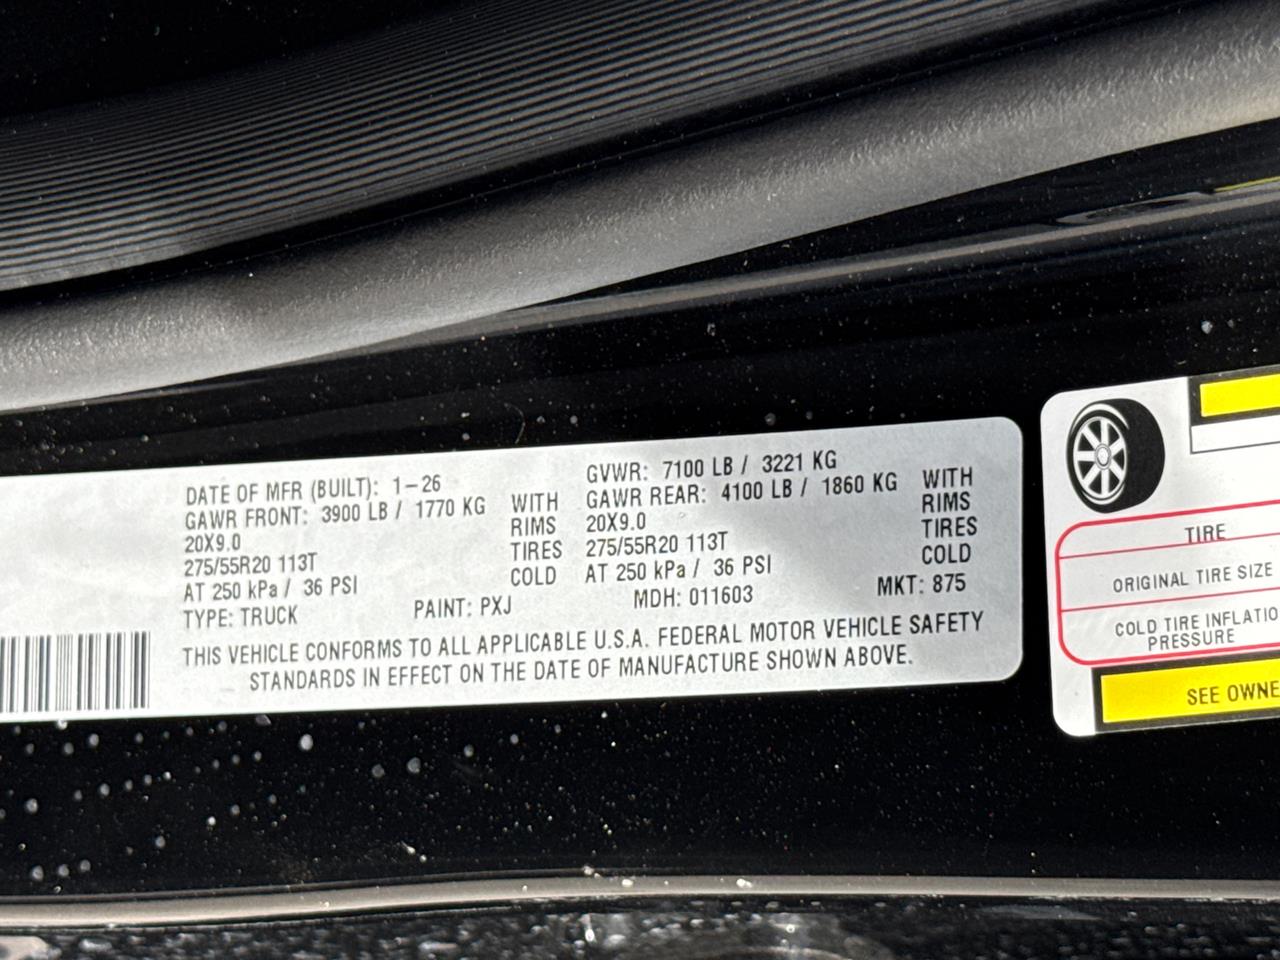 DATE OF MFR (BUILT): 1-26
GVWR: 7100 LB / 3221 KG
GAWR FRONT: 3900 LB / 1770 KG WITH
GAWR REAR: 4100 LB / 1860 KG WITH
20X9.0 RIMS
20X9.0 RIMS
275/55R20 113T TIRES
275/55R20 113T TIRES
AT 250 kPa / 36 PSI COLD
AT 250 kPa / 36 PSI COLD
TYPE: TRUCK PAINT: PXJ MDH: 011603 MKT: 875
THIS VEHICLE CONFORMS TO ALL APPLICABLE U.S.A. FEDERAL MOTOR VEHICLE SAFETY
STANDARDS IN EFFECT ON THE DATE OF MANUFACTURE SHOWN ABOVE.
TIRE
ORIGINAL TIRE SIZE
COLD TIRE INFLATIO
PRESSURE
SEE OWNE